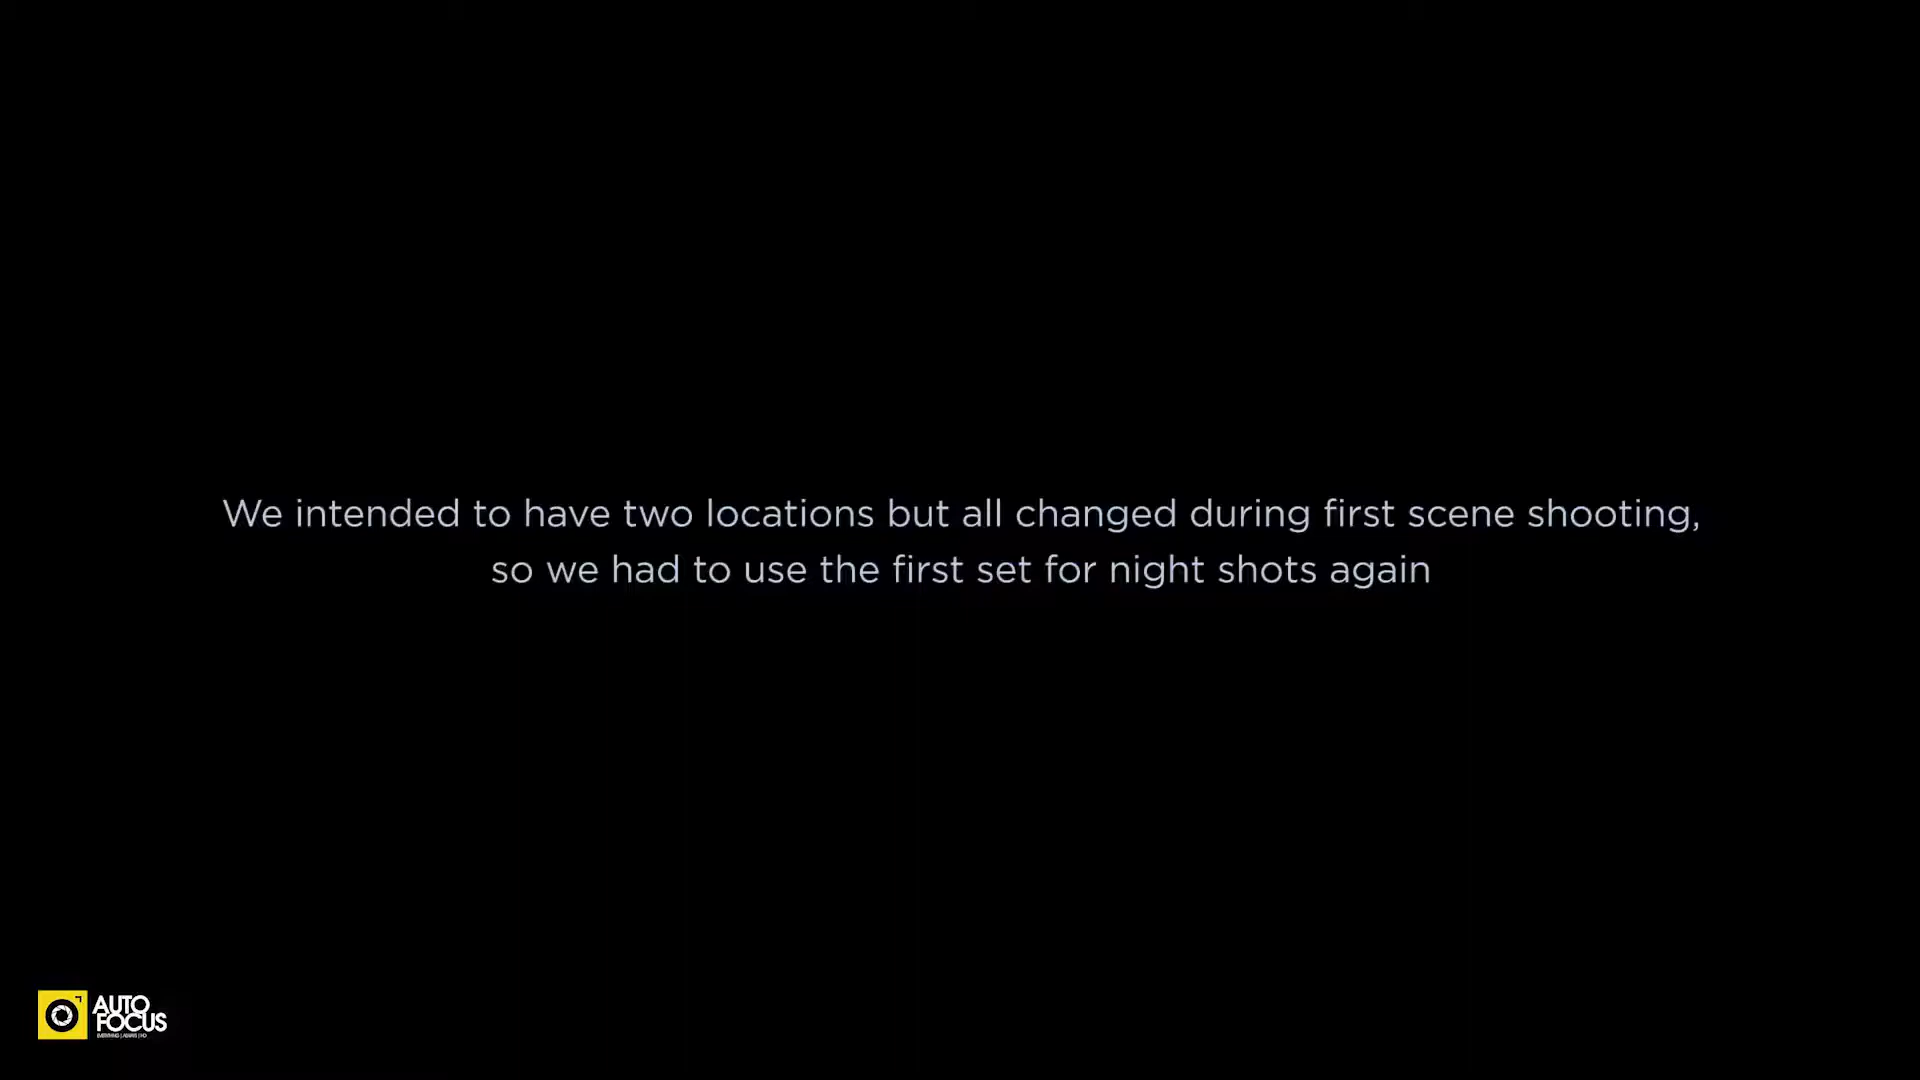 We intended to have two locations but all changed during first scene shooting,
so we had to use the first set for night shots again
AUTO
FOCUS